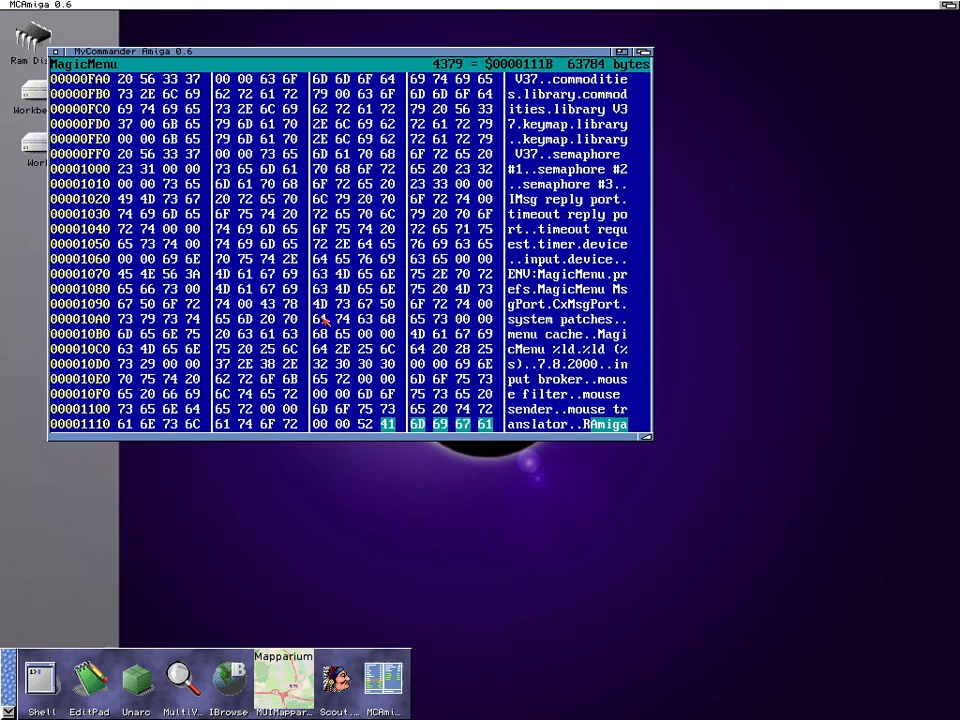 MCAmiga 0.6
Ram Dis
Workbe
Wor
MyCommander Amiga 0.6
MagicMenu 4379 = $0000111B 63784 bytes
00000FA0 20 56 33 37 00 00 63 6F 6D 6D 6F 64 69 74 69 65 V37..commoditie
00000FB0 73 2E 6C 69 62 72 61 72 79 00 63 6F 6D 6D 6F 64 s.library.commod
00000FC0 69 74 69 65 73 2E 6C 69 62 72 61 72 79 20 56 33 ities.library V3
00000FD0 37 00 6B 65 79 6D 61 70 2E 6C 69 62 72 61 72 79 7.keymap.library
00000FE0 00 00 6B 65 79 6D 61 70 2E 6C 69 62 72 61 72 79 ..keymap.library
00000FF0 20 56 33 37 00 00 73 65 6D 61 70 68 6F 72 65 20 V37..semaphore
00001000 23 31 00 00 73 65 6D 61 70 68 6F 72 65 20 23 32 #1..semaphore #2
00001010 00 00 73 65 6D 61 70 68 6F 72 65 20 23 33 00 00 ..semaphore #3..
00001020 49 4D 73 67 20 72 65 70 6C 79 20 70 6F 72 74 00 IMsg reply port.
00001030 74 69 6D 65 6F 75 74 20 72 65 70 6C 79 20 70 6F timeout reply po
00001040 72 74 00 00 74 69 6D 65 6F 75 74 20 72 65 71 75 rt..timeout requ
00001050 65 73 74 00 74 69 6D 65 72 2E 64 65 76 69 63 65 est.timer.device
00001060 00 00 69 6E 70 75 74 2E 64 65 76 69 63 65 00 00 ..input.device..
00001070 45 4E 56 3A 4D 61 67 69 63 4D 65 6E 75 2E 70 72 ENV:MagicMenu.pr
00001080 65 66 73 00 4D 61 67 69 63 4D 65 6E 75 20 4D 73 efs.MagicMenu Ms
00001090 67 50 6F 72 74 00 43 78 4D 73 67 50 6F 72 74 00 gPort.CxMsgPort.
000010A0 73 79 73 74 65 6D 20 70 61 74 63 68 65 73 00 00 system patches..
000010B0 6D 65 6E 75 20 63 61 63 68 65 00 00 4D 61 67 69 menu cache..Magi
000010C0 63 4D 65 6E 75 20 25 6C 64 2E 25 6C 64 20 28 25 cMenu %ld.%ld (%
000010D0 73 29 00 00 37 2E 38 2E 32 30 30 30 00 00 69 6E s)..7.8.2000..in
000010E0 70 75 74 20 62 72 6F 6B 65 72 00 00 6D 6F 75 73 put broker..mous
000010F0 65 20 66 69 6C 74 65 72 00 00 6D 6F 75 73 65 20 e filter..mouse
00001100 73 65 6E 64 65 72 00 00 6D 6F 75 73 65 20 74 72 sender..mouse tr
00001110 61 6E 73 6C 61 74 6F 72 00 00 52 41 6D 69 67 61 anslator..RAmiga
Mapparium
Shell EditPad Unarc MultiV... IBrowse MUIMappar... Scout... MCAmi...